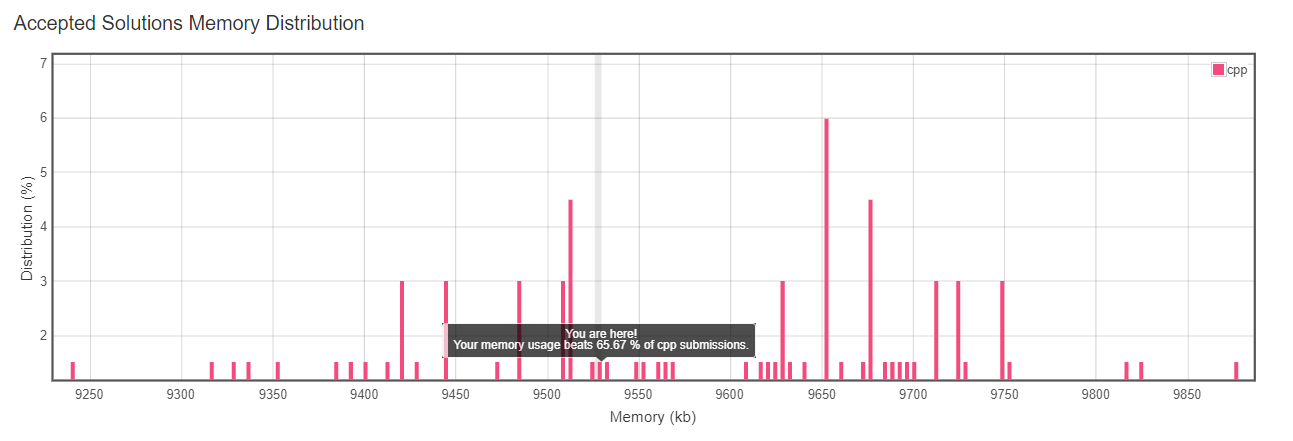 Accepted Solutions Memory Distribution
7
cpp
6
5
4
3
2
Distribution (%)
You are here!
Your memory usage beats 65.67 % of cpp submissions.
9250 9300 9350 9400 9450 9500 9550 9600 9650 9700 9750 9800 9850
Memory (kb)